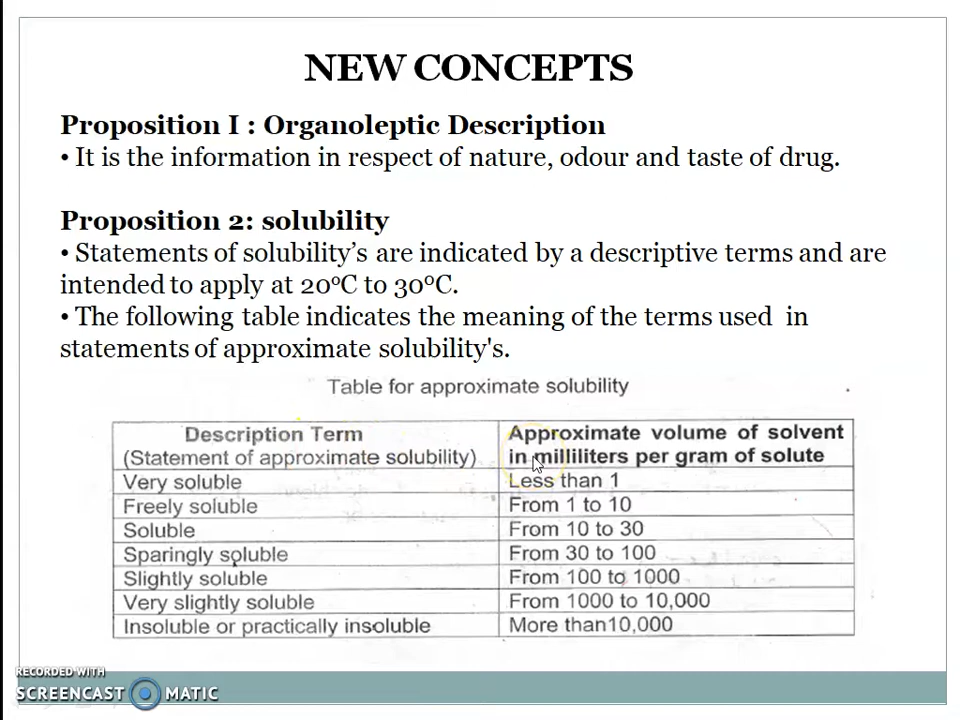 NEW CONCEPTS
Proposition I : Organoleptic Description
• It is the information in respect of nature, odour and taste of drug.
Proposition 2: solubility
• Statements of solubility's are indicated by a descriptive terms and are
intended to apply at 20⁰C to 30⁰C.
• The following table indicates the meaning of the terms used in
statements of approximate solubility's.
Table for approximate solubility
Description Term
(Statement of approximate solubility)
Approximate volume of solvent
in milliliters per gram of solute
Very soluble Less than 1
Freely soluble From 1 to 10
Soluble From 10 to 30
Sparingly soluble From 30 to 100
Slightly soluble From 100 to 1000
Very slightly soluble From 1000 to 10,000
Insoluble or practically insoluble More than10,000
RECORDED WITH
SCREENCAST MATIC